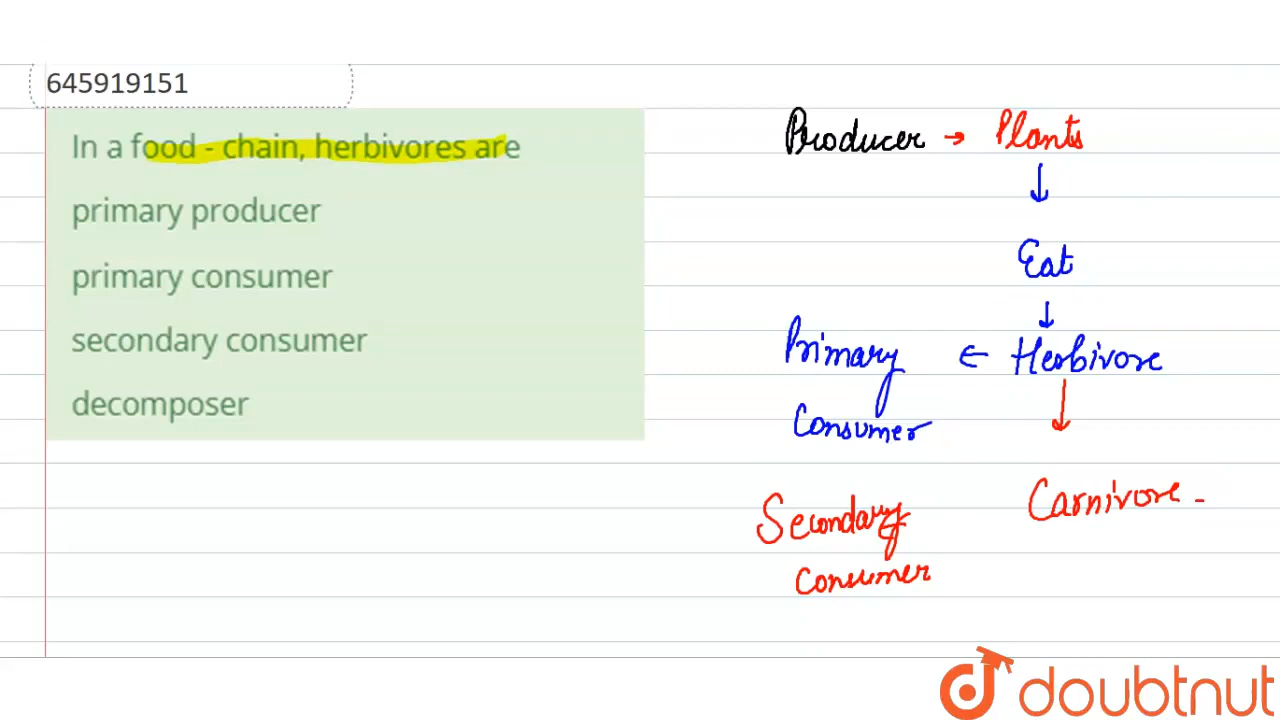 645919151
In a food - chain, herbivores are
primary producer
primary consumer
secondary consumer
decomposer
Producer → Plants
↓
Eat
↓
Primary ← Herbivore
Consumer
↓
Secondary Carnivore -
Consumer
doubtnut